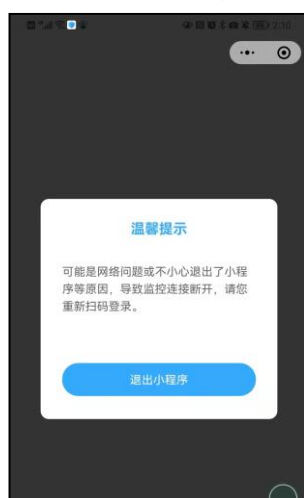 2:10
温馨提示
可能是网络问题或不小心退出了小程
序等原因，导致监控连接断开，请您
重新扫码登录。
退出小程序